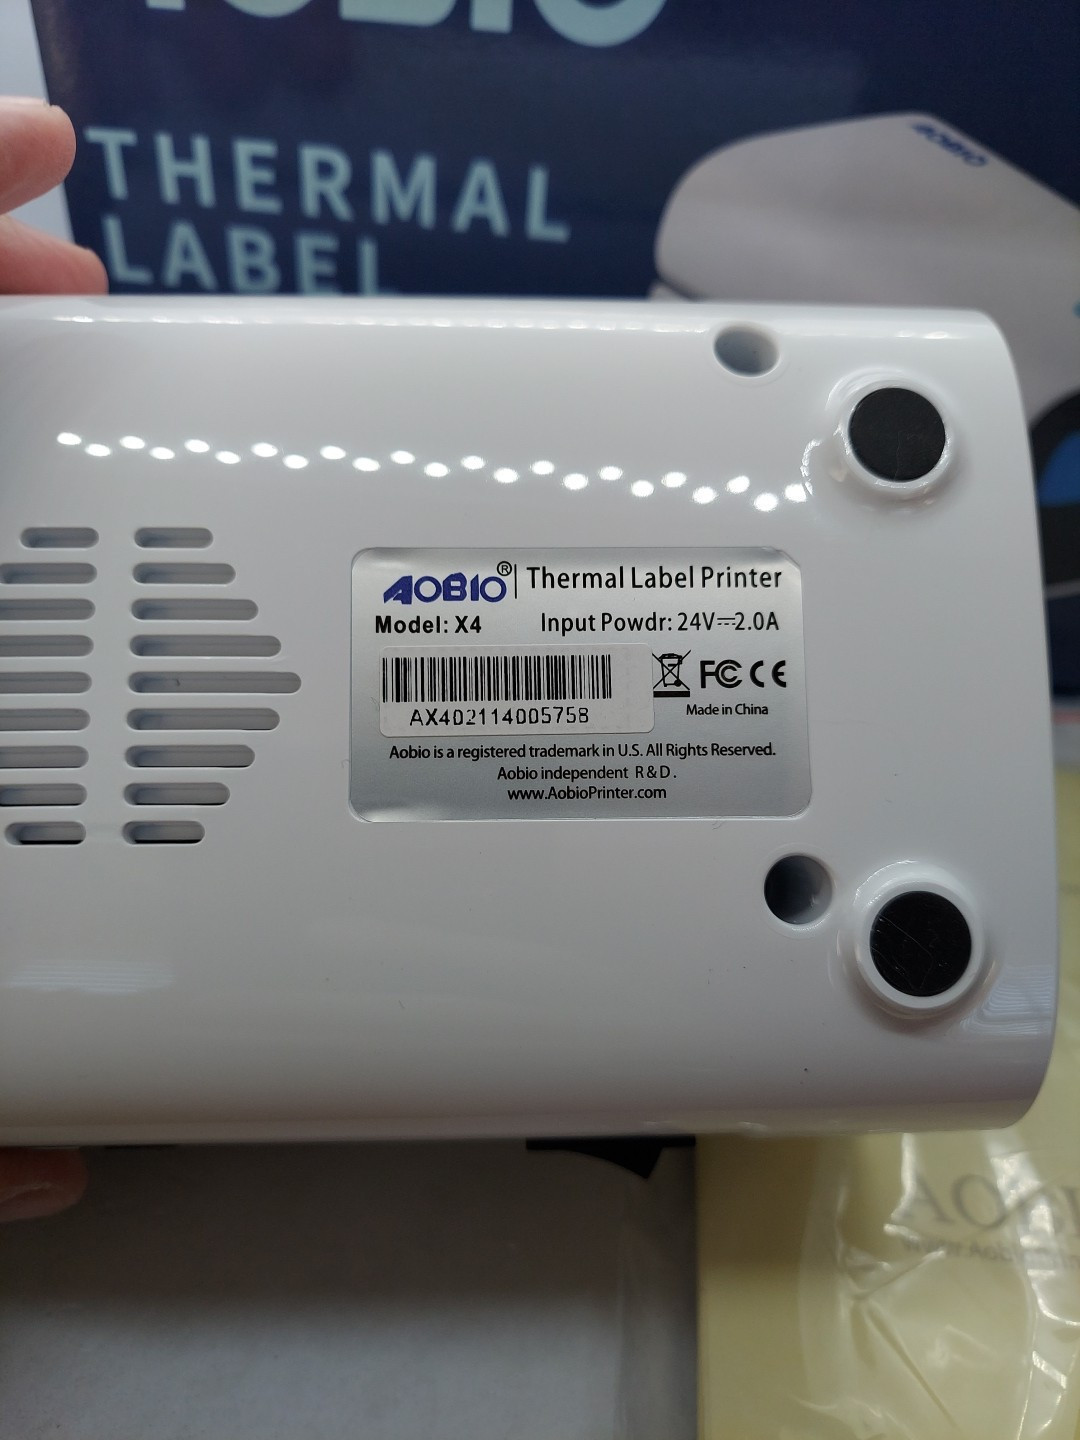 THERMAL
LABEL
AOBIO
AOBIO® | Thermal Label Printer
Model: X4 Input Powdr: 24V⎓2.0A
FC CE
AX402114005758
Made in China
Aobio is a registered trademark in U.S. All Rights Reserved.
Aobio independent R&D.
www.AobioPrinter.com